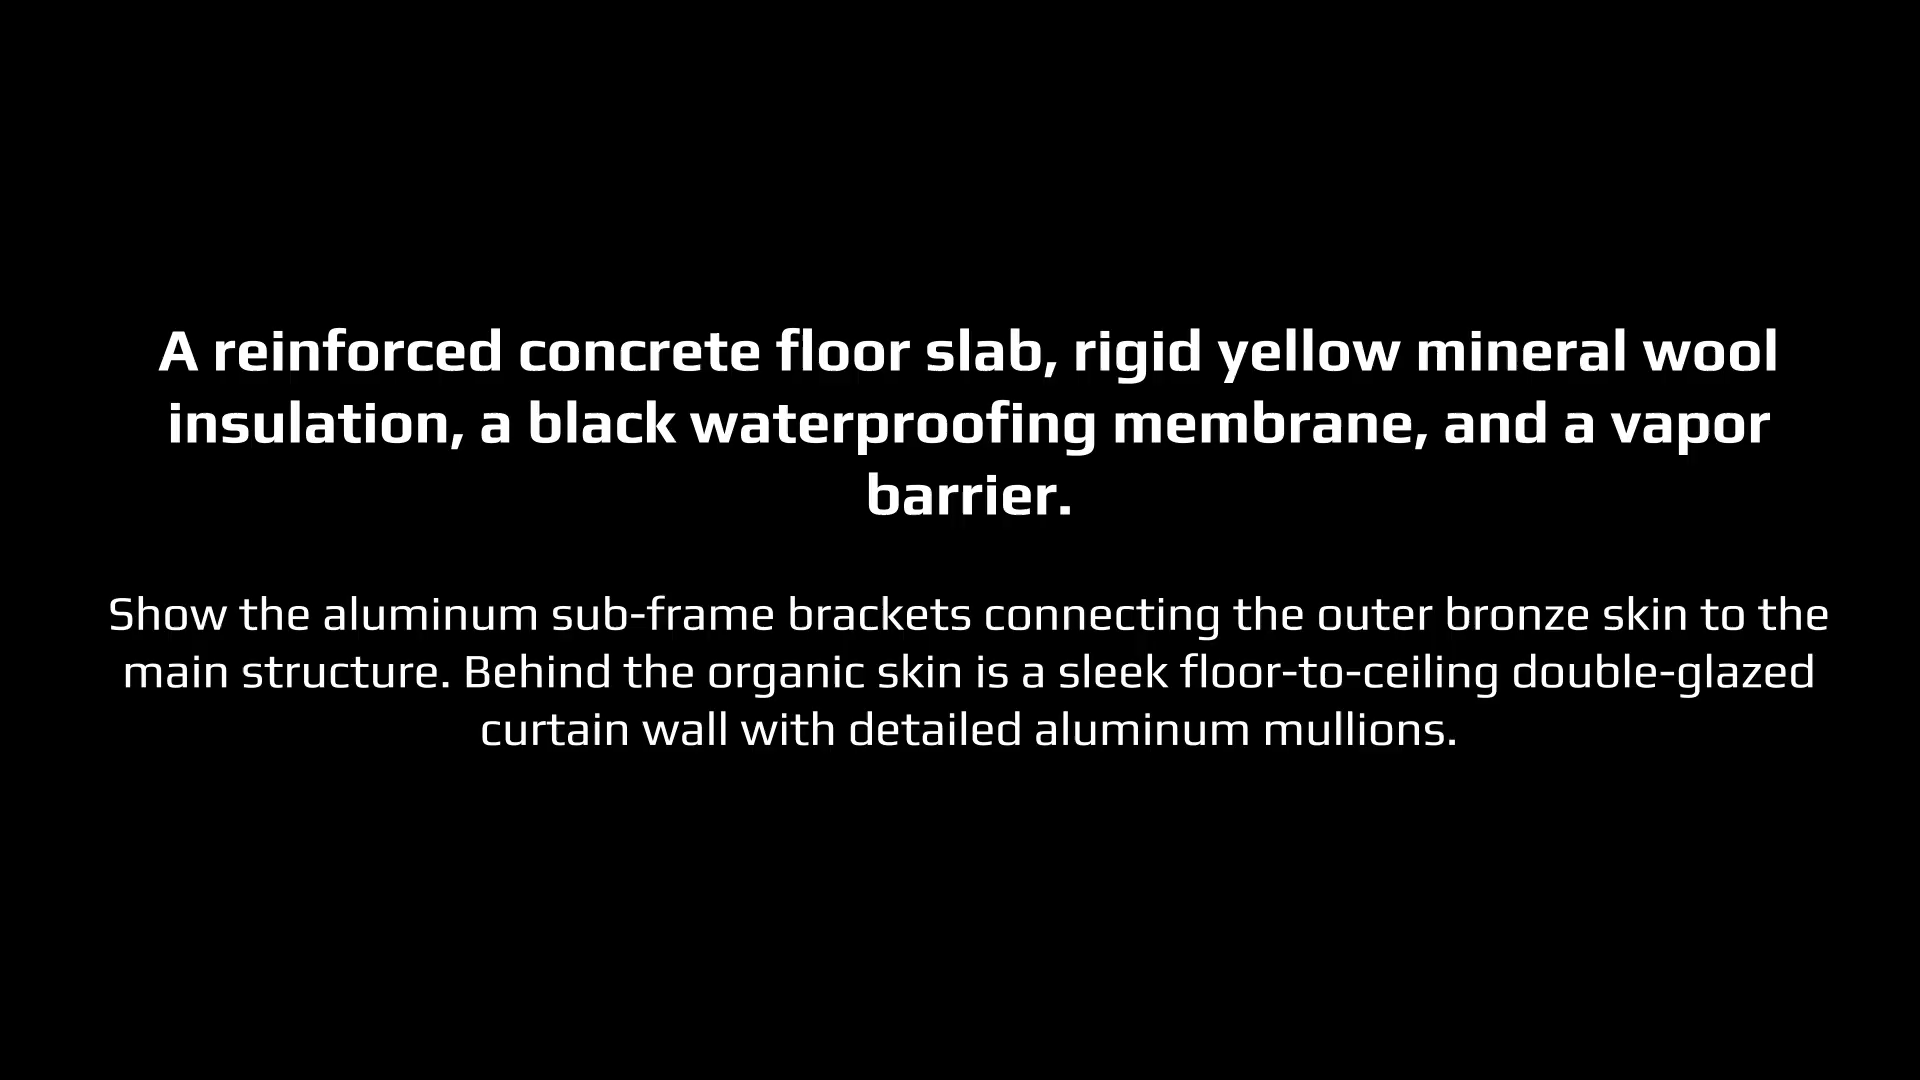 A reinforced concrete floor slab, rigid yellow mineral wool
insulation, a black waterproofing membrane, and a vapor
barrier.
Show the aluminum sub-frame brackets connecting the outer bronze skin to the
main structure. Behind the organic skin is a sleek floor-to-ceiling double-glazed
curtain wall with detailed aluminum mullions.